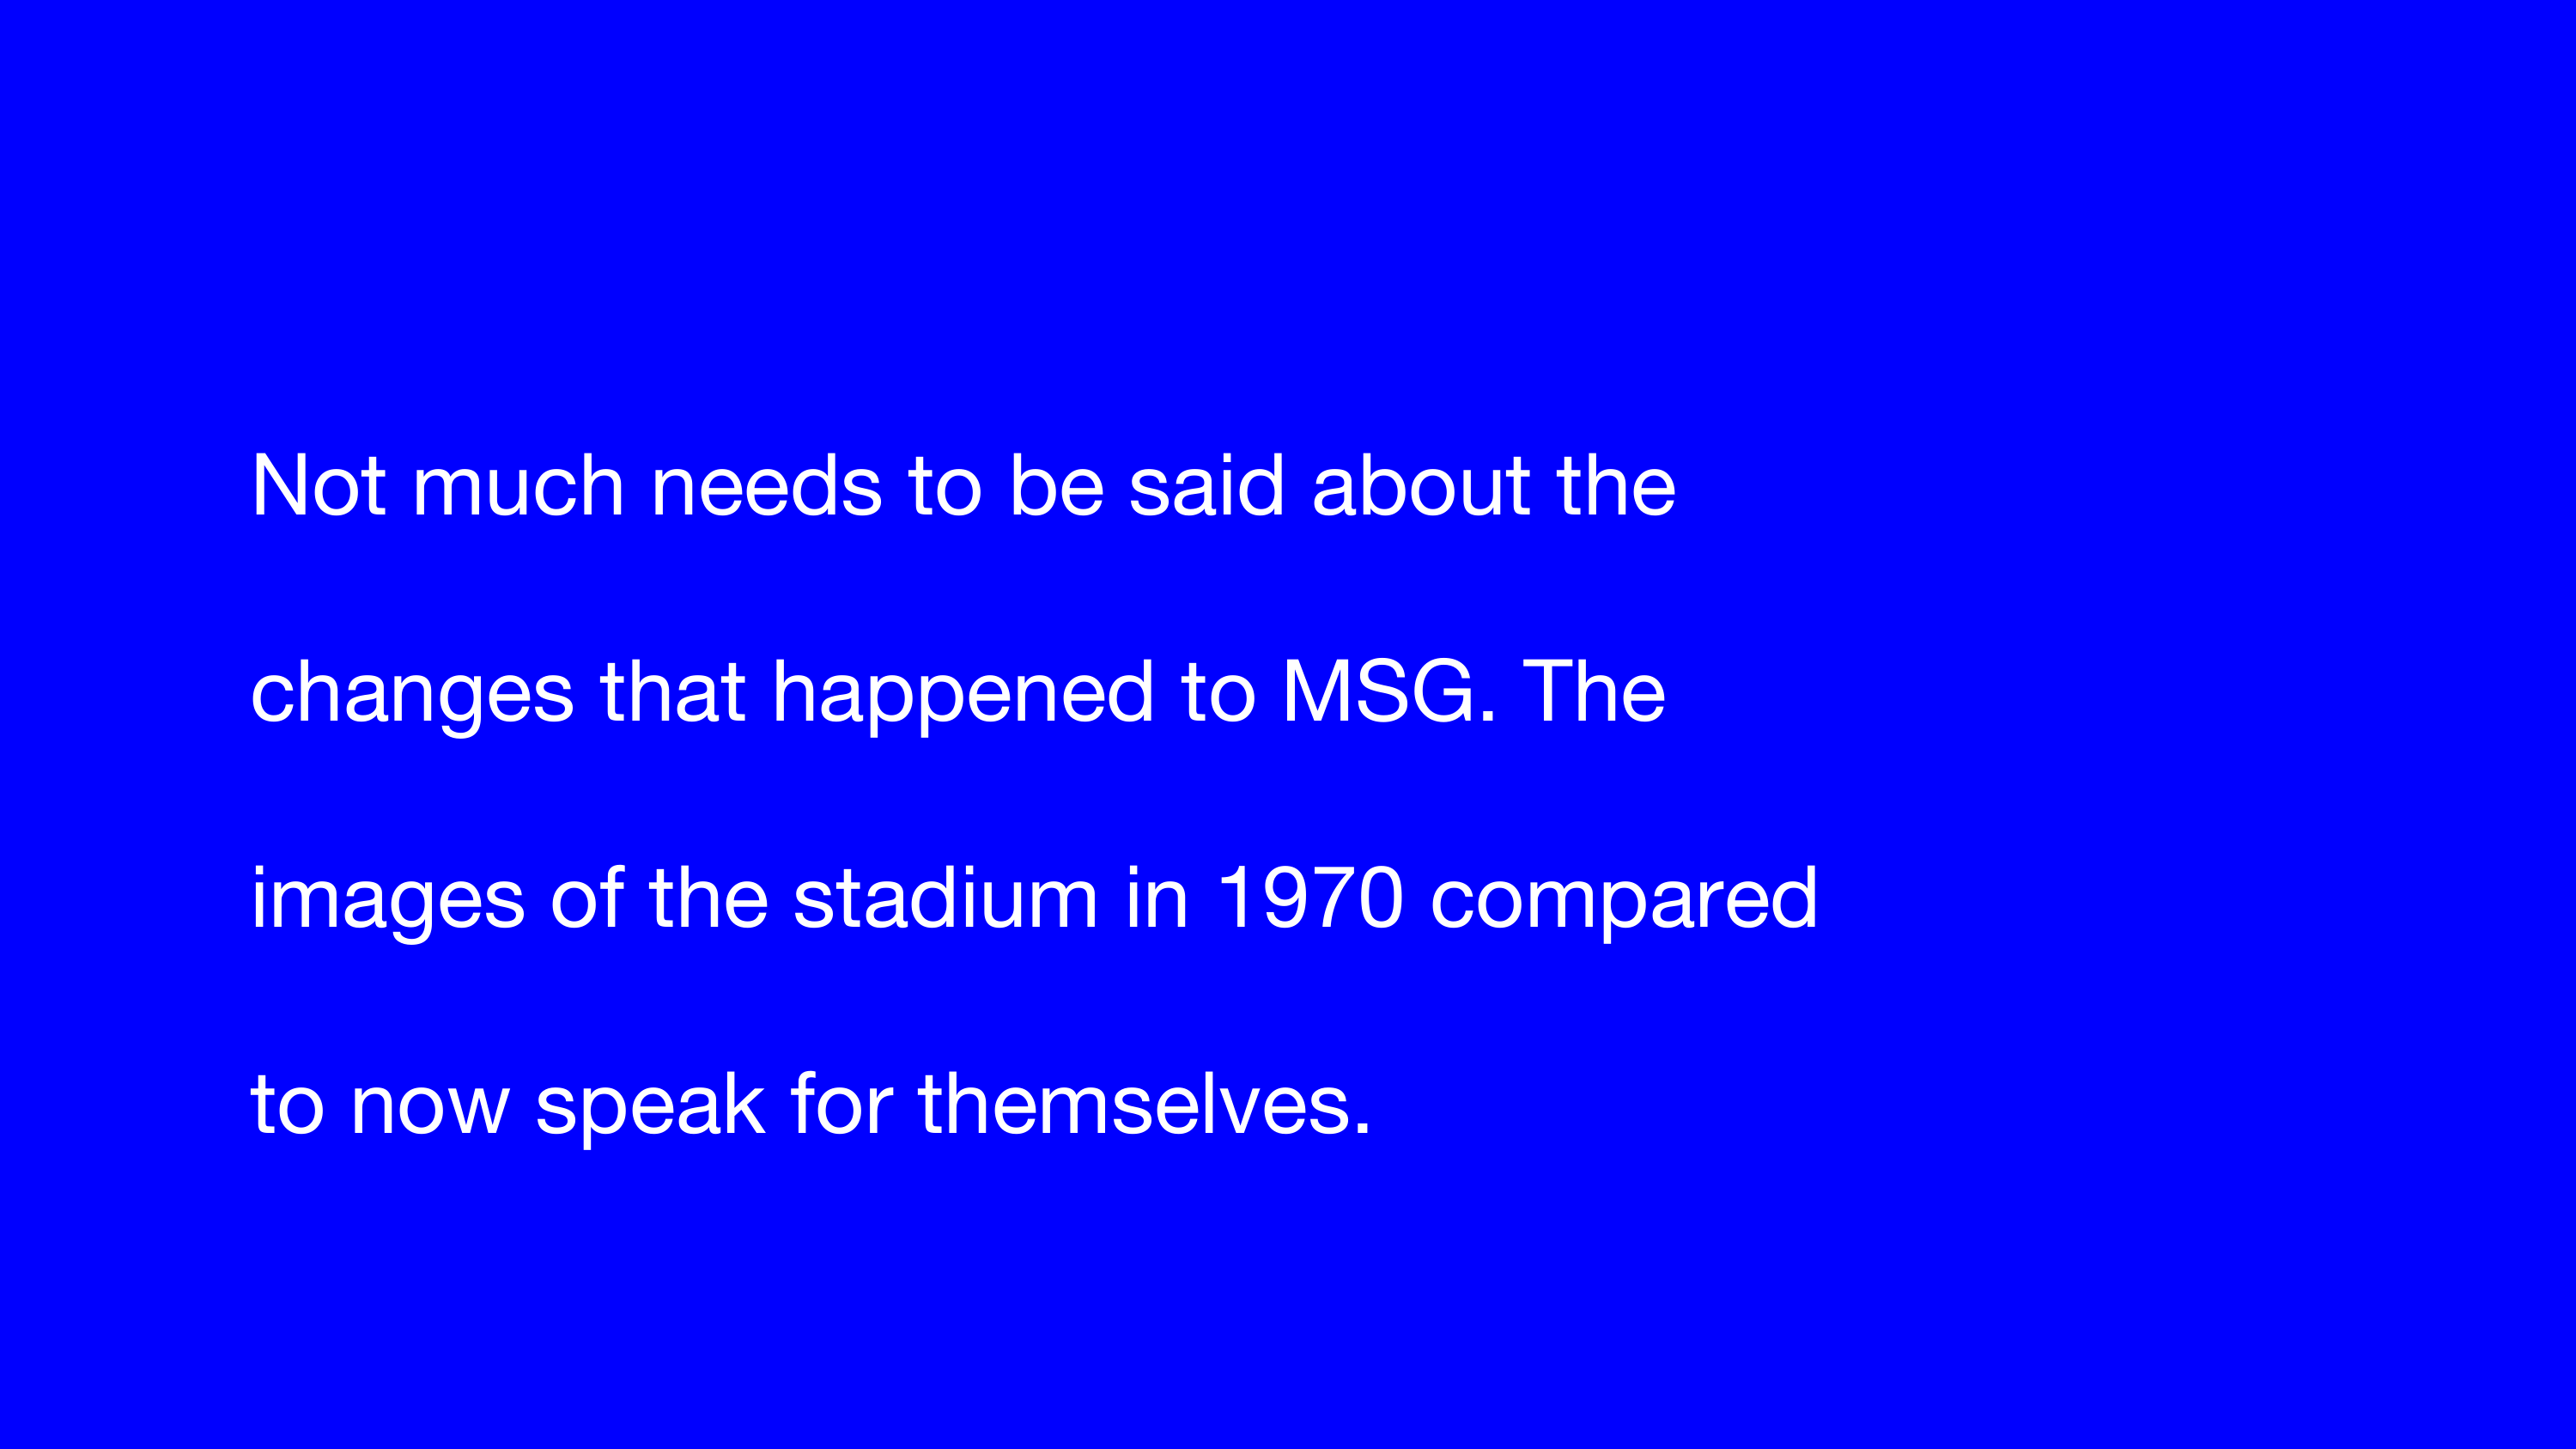 Not much needs to be said about the
changes that happened to MSG. The
images of the stadium in 1970 compared
to now speak for themselves.